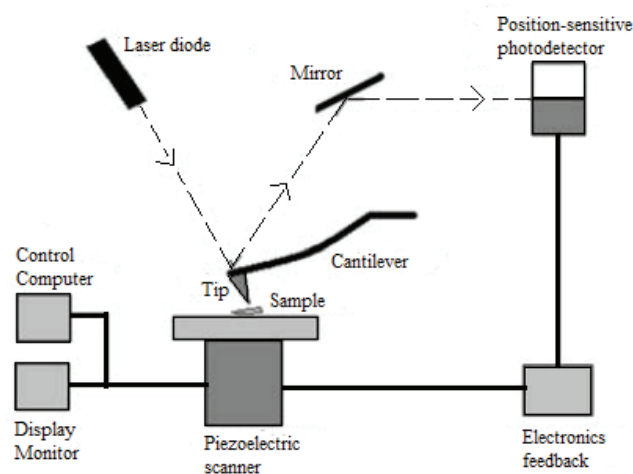 Laser diode
Position-sensitive
photodetector
Mirror
Control
Computer
Cantilever
Tip
Sample
Display
Monitor
Piezoelectric
scanner
Electronics
feedback